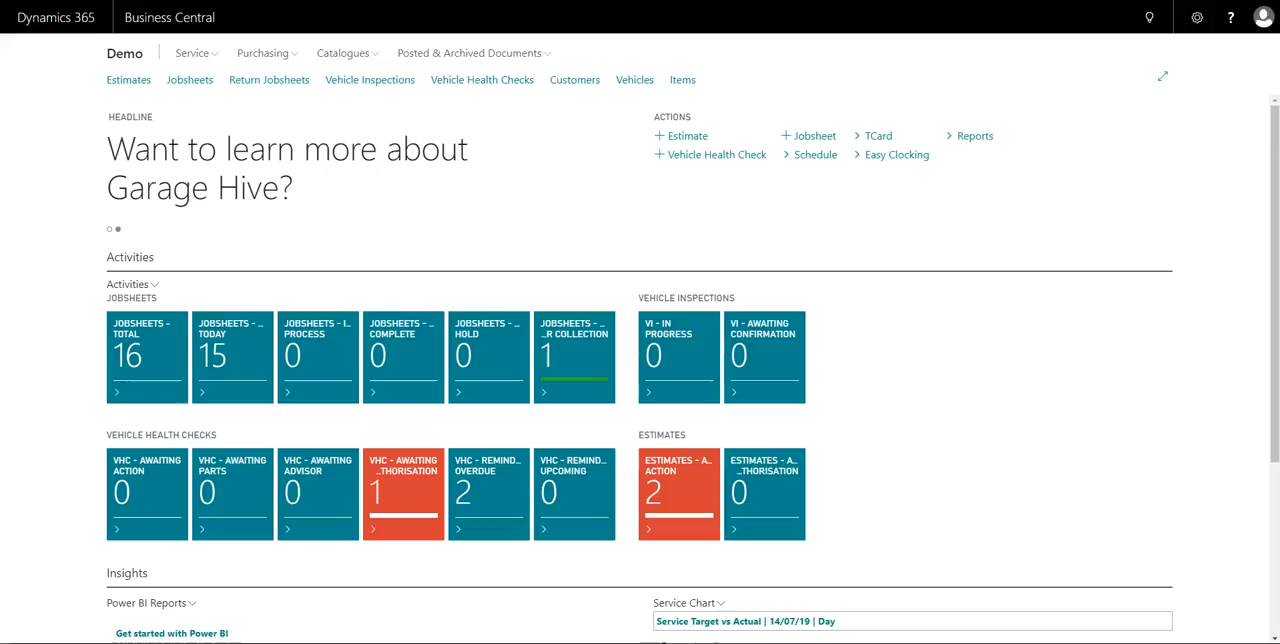 Dynamics 365 Business Central ?
Demo Service Purchasing Catalogues Posted & Archived Documents
Estimates Jobsheets Return Jobsheets Vehicle Inspections Vehicle Health Checks Customers Vehicles Items
HEADLINE
Want to learn more about
Garage Hive?
ACTIONS
+ Estimate + Jobsheet > TCard > Reports
+ Vehicle Health Check > Schedule > Easy Clocking
Activities
Activities
JOBSHEETS
JOBSHEETS -
TOTAL
16
JOBSHEETS - ...
TODAY
15
JOBSHEETS - I...
PROCESS
0
JOBSHEETS - ...
COMPLETE
0
JOBSHEETS - ...
HOLD
0
JOBSHEETS - ...
...R COLLECTION
1
VEHICLE INSPECTIONS
VI - IN
PROGRESS
0
VI - AWAITING
CONFIRMATION
0
VEHICLE HEALTH CHECKS
VHC - AWAITING
ACTION
0
VHC - AWAITING
PARTS
0
VHC - AWAITING
ADVISOR
0
VHC - AWAITING
...THORISATION
1
VHC - REMIND...
OVERDUE
2
VHC - REMIND...
UPCOMING
0
ESTIMATES
ESTIMATES - A...
ACTION
2
ESTIMATES - A...
...THORISATION
0
Insights
Power BI Reports
Get started with Power BI
Service Chart
Service Target vs Actual | 14/07/19 | Day